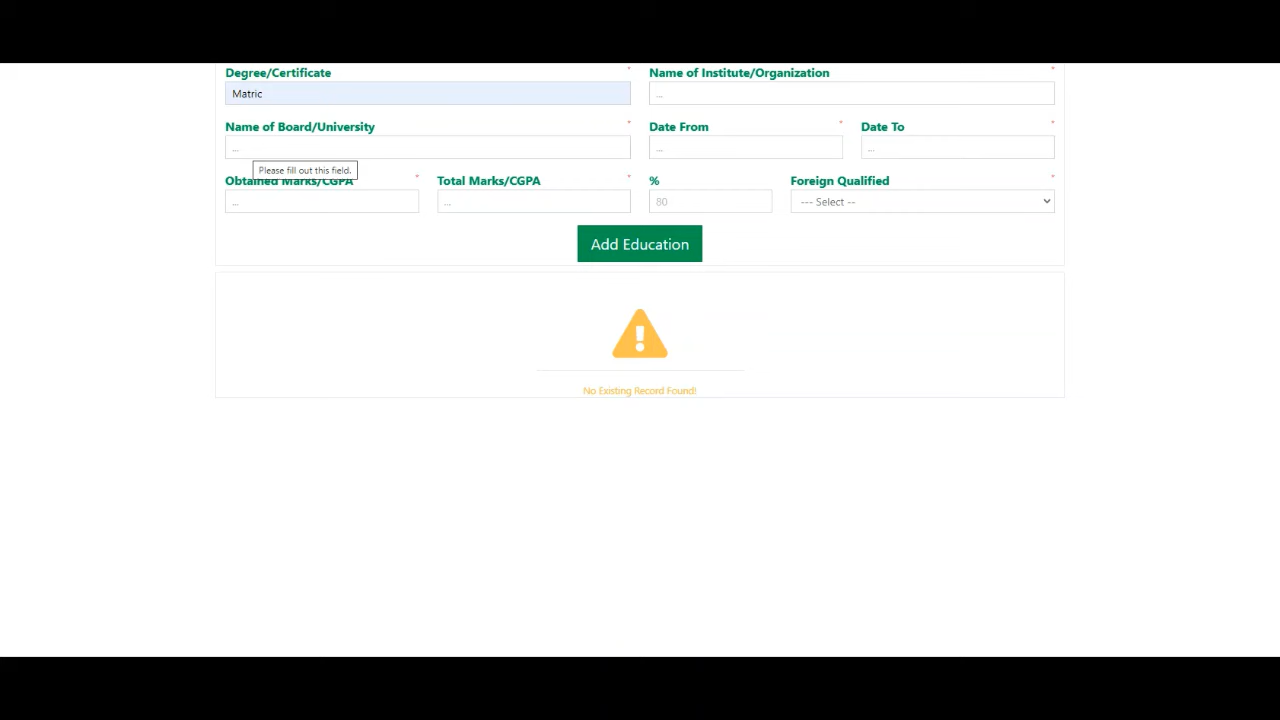 Degree/Certificate * Name of Institute/Organization *
Matric ...
Name of Board/University * Date From * Date To *
... ... ...
Please fill out this field.
Obtained Marks/CGPA * Total Marks/CGPA * % Foreign Qualified *
... ... 80 --- Select --
Add Education
No Existing Record Found!